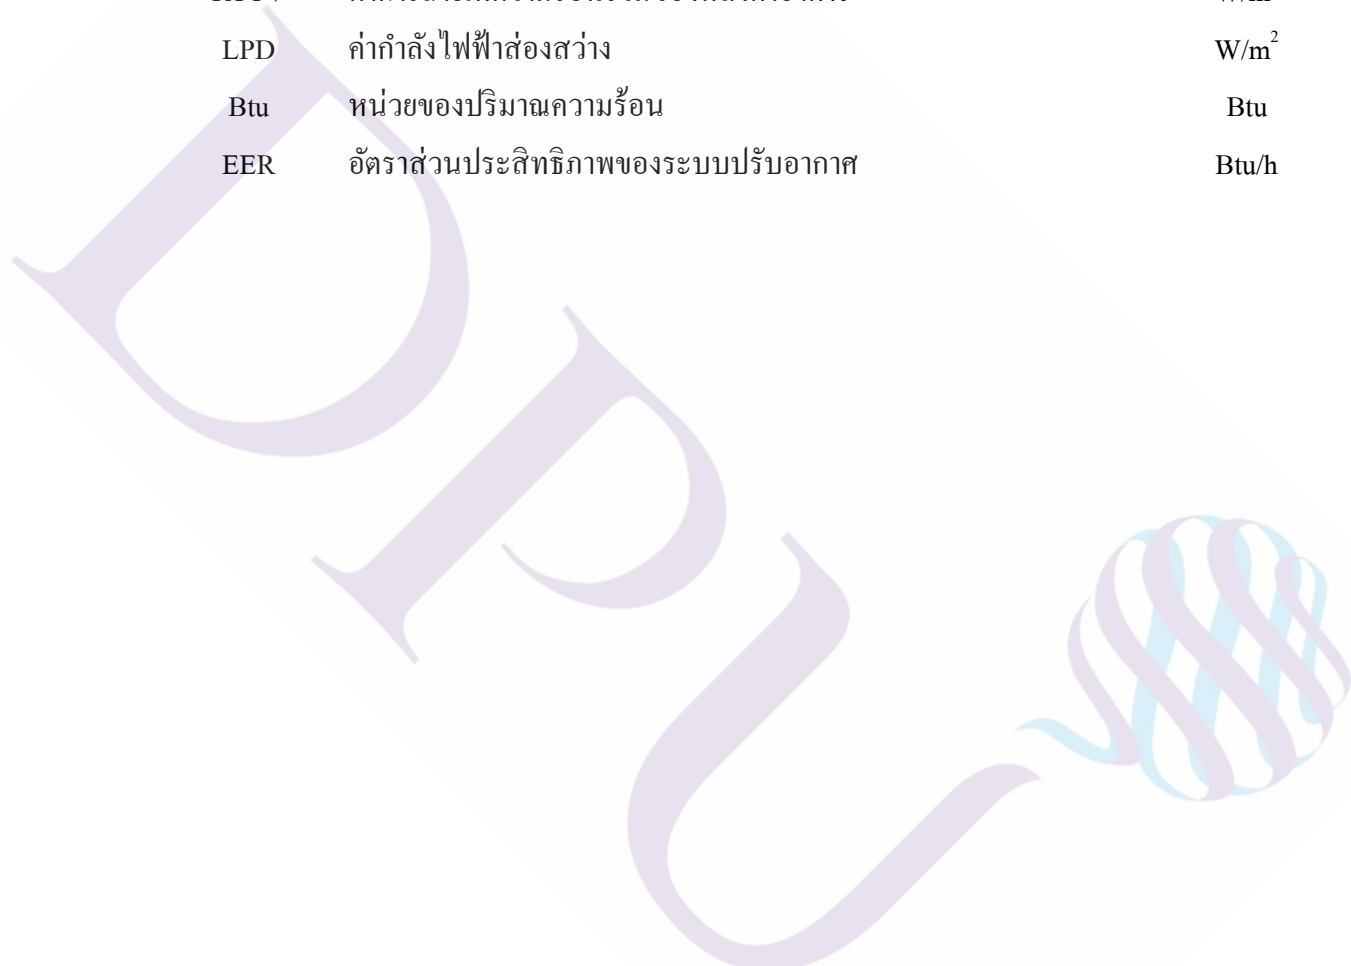 LPD ค่ากำลังไฟฟ้าส่องสว่าง W/m²
Btu หน่วยของปริมาณความร้อน Btu
EER อัตราส่วนประสิทธิภาพของระบบปรับอากาศ Btu/h
DPU